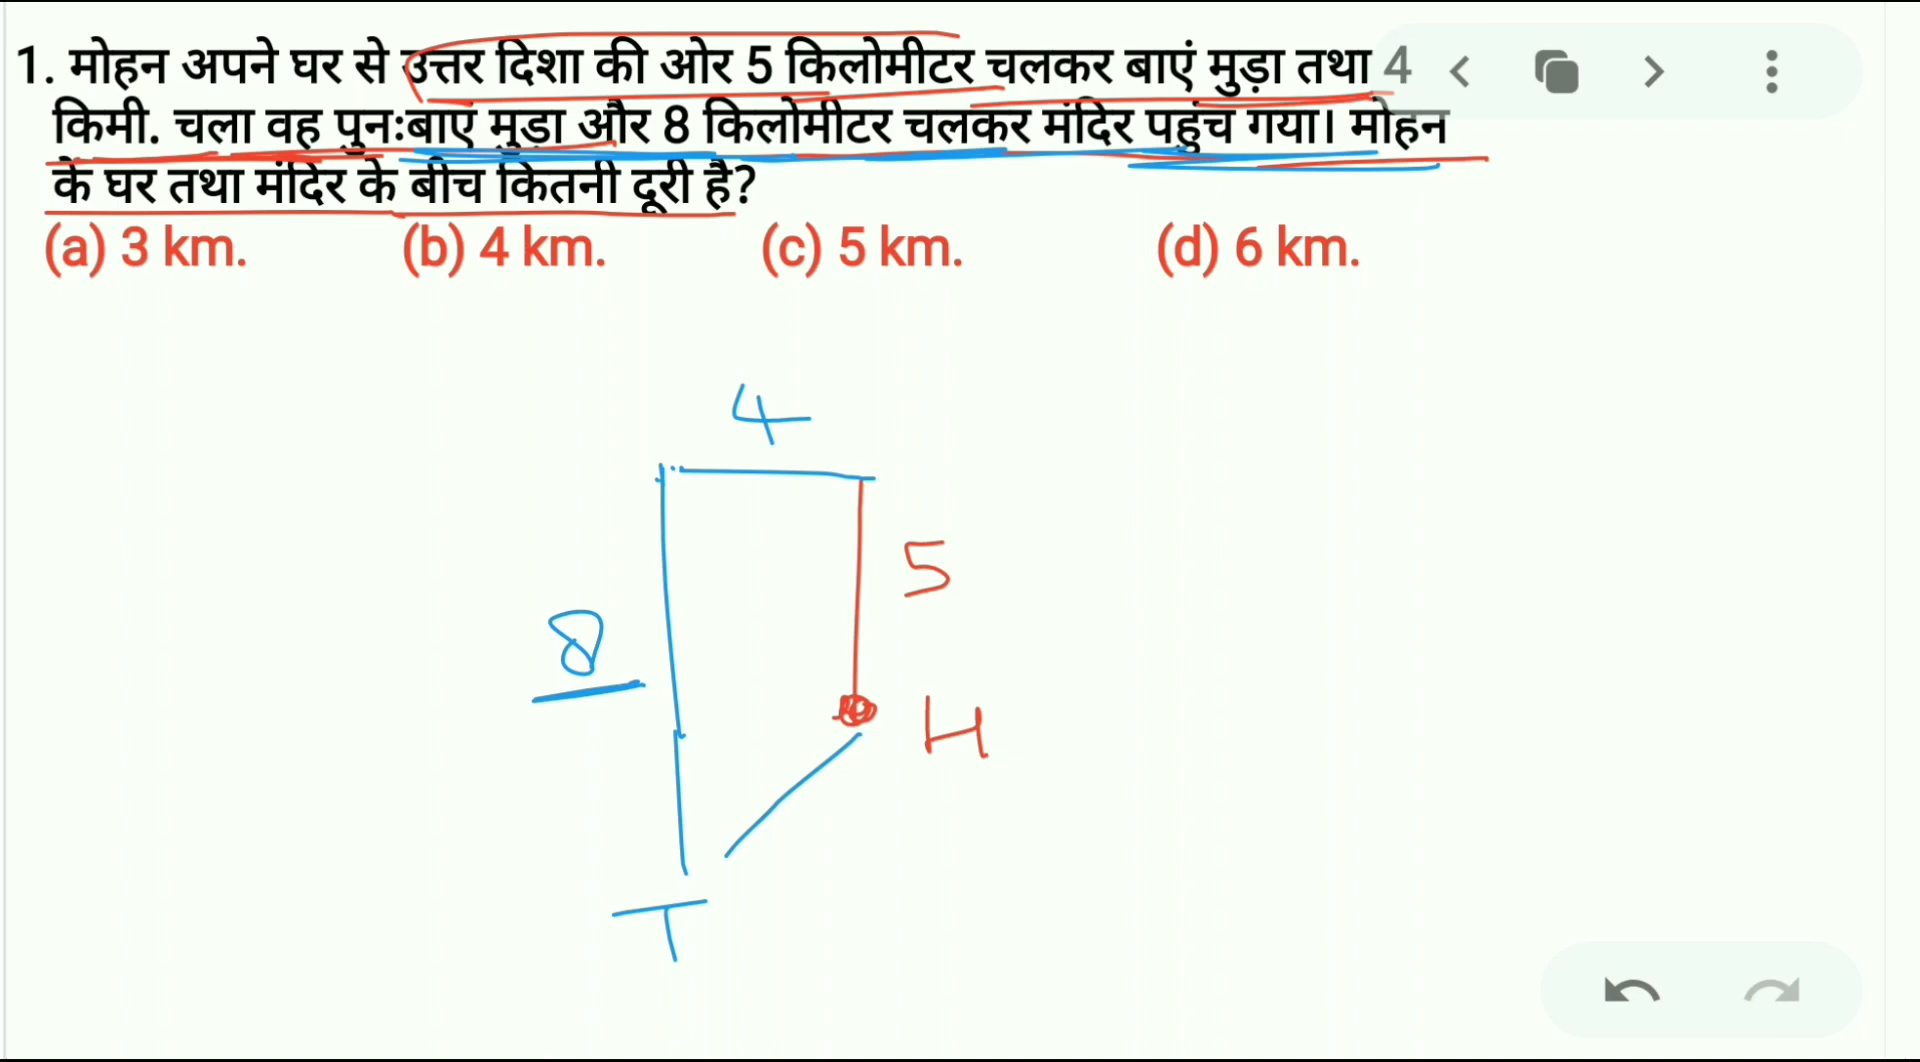 1. मोहन अपने घर से उत्तर दिशा की ओर 5 किलोमीटर चलकर बाएं मुड़ा तथा 4
किमी. चला वह पुनःबाएं मुड़ा और 8 किलोमीटर चलकर मंदिर पहुंच गया। मोहन
के घर तथा मंदिर के बीच कितनी दूरी है?
(a) 3 km. (b) 4 km. (c) 5 km. (d) 6 km.
4
5
8
H
T